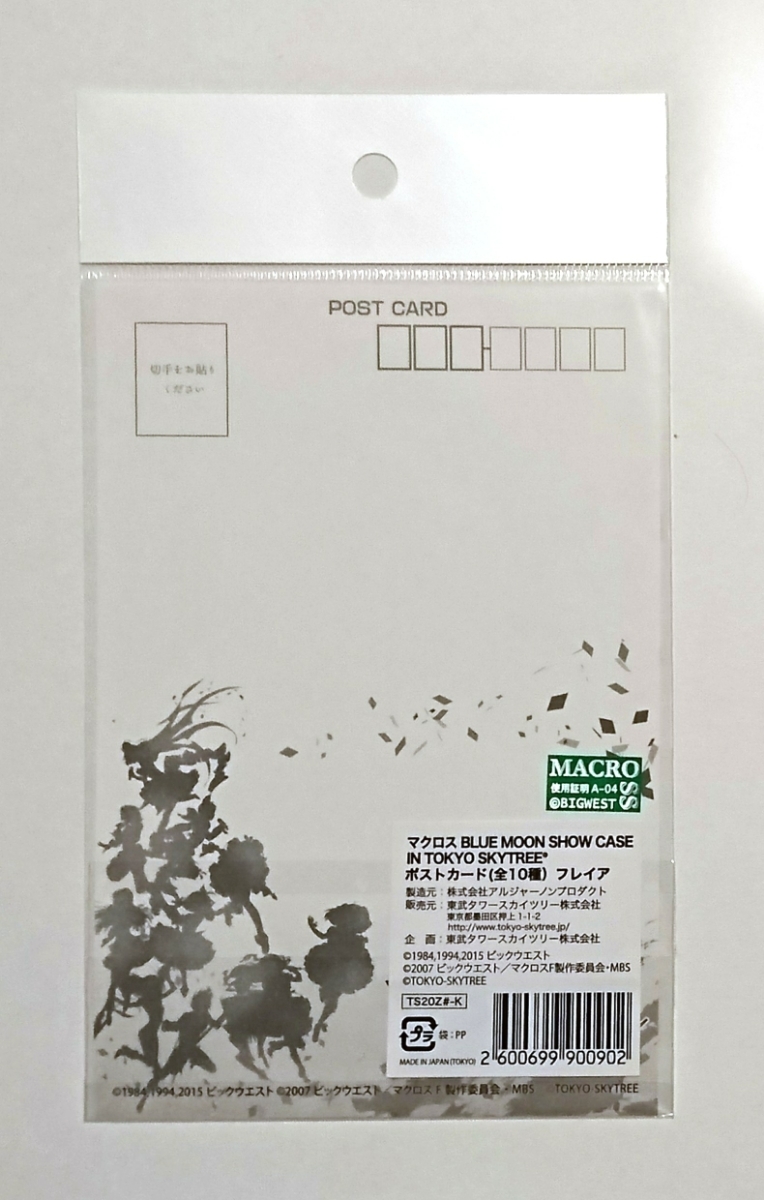 POST CARD
切手をお貼り
ください
MACROSS
使用証明 A-04
©BIGWEST
マクロス BLUE MOON SHOW CASE
IN TOKYO SKYTREE®
ポストカード(全10種) フレイア
製造元：株式会社アルジャーノンプロダクト
販売元：東武タワースカイツリー株式会社
東京都墨田区押上 1-1-2
http://www.tokyo-skytree.jp/
企 画：東武タワースカイツリー株式会社
©1984,1994,2015 ビックウエスト
©2007 ビックウエスト／マクロスF製作委員会・MBS
©TOKYO-SKYTREE
TS20Z#-K
プラ 袋：PP
MADE IN JAPAN (TOKYO)
2 600699 900902
©1984,1994,2015 ビックウエスト ©2007 ビックウエスト／マクロス F 製作委員会・MBS TOKYO-SKYTREE